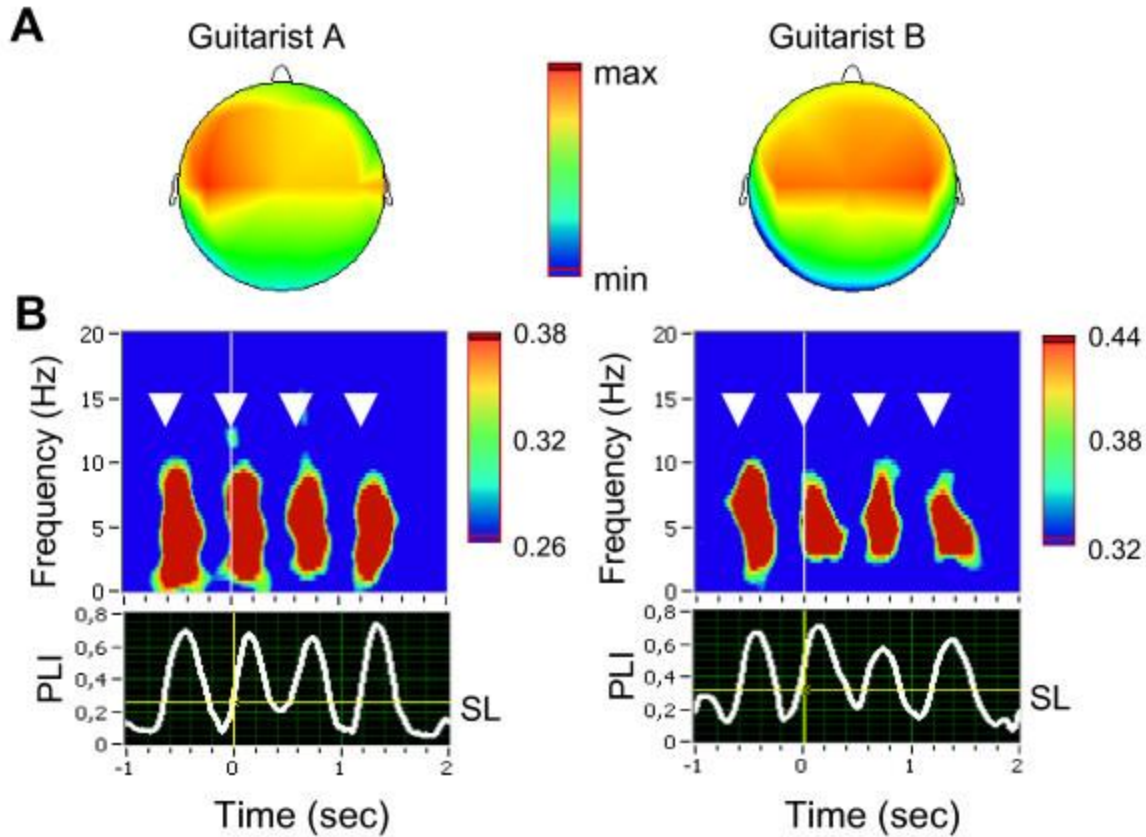 A
Guitarist A
Guitarist B
max
min
B
20
15
10
5
0
Frequency (Hz)
0.38
0.32
0.26
20
15
10
5
0
Frequency (Hz)
0.44
0.38
0.32
0,8
0,6
0,4
0,2
0
PLI
SL
-1 0 1 2
Time (sec)
0,8
0,6
0,4
0,2
0
PLI
SL
-1 0 1 2
Time (sec)